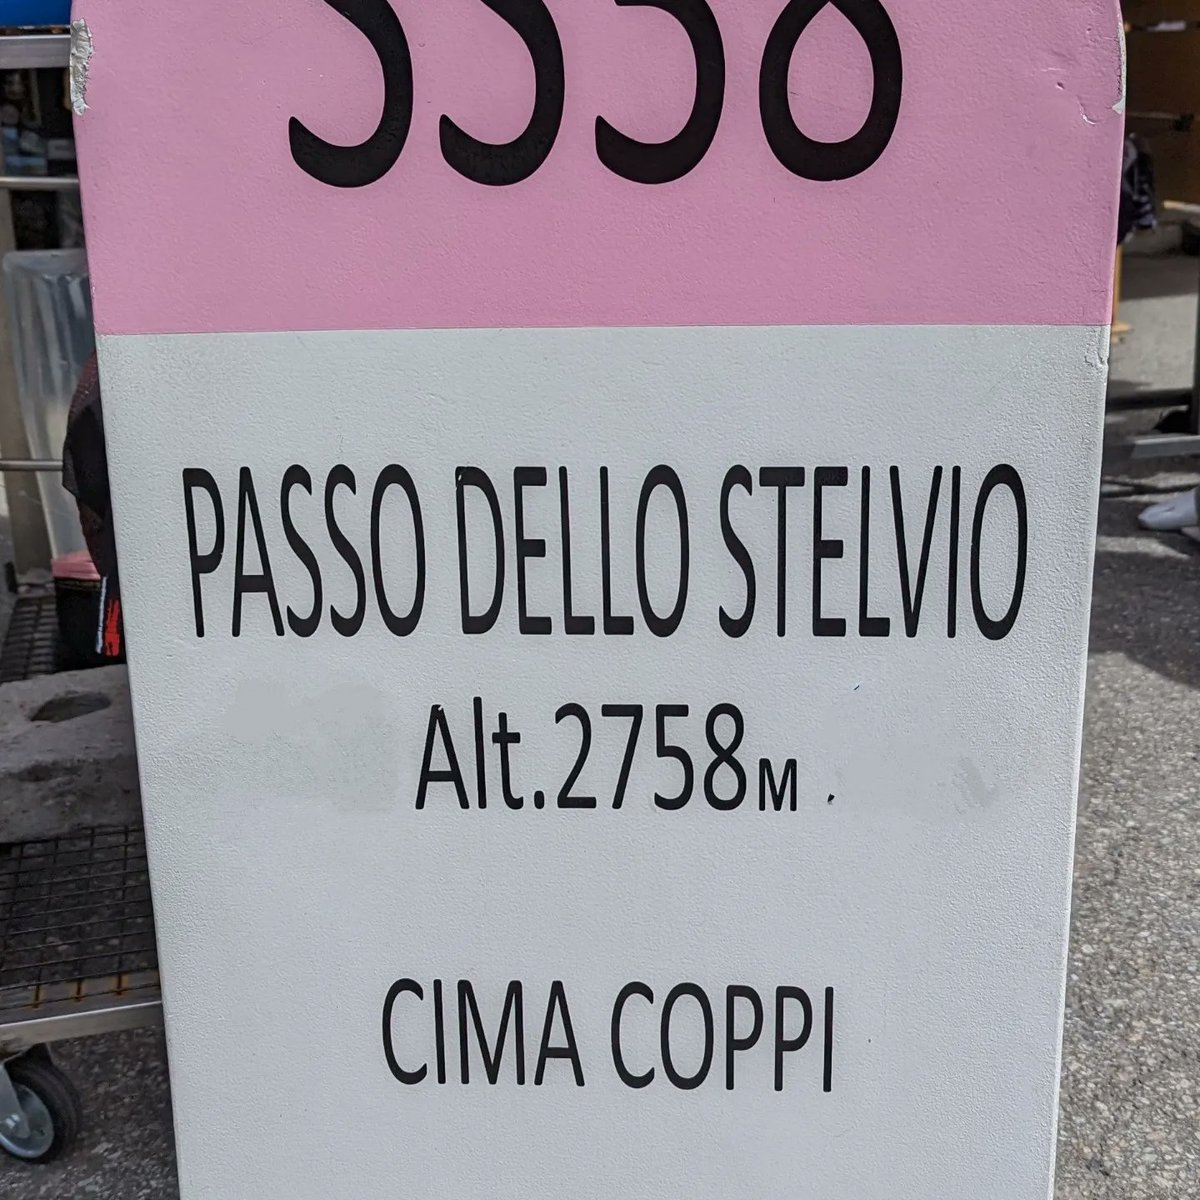 SS38
PASSO DELLO STELVIO
Alt.2758M
CIMA COPPI